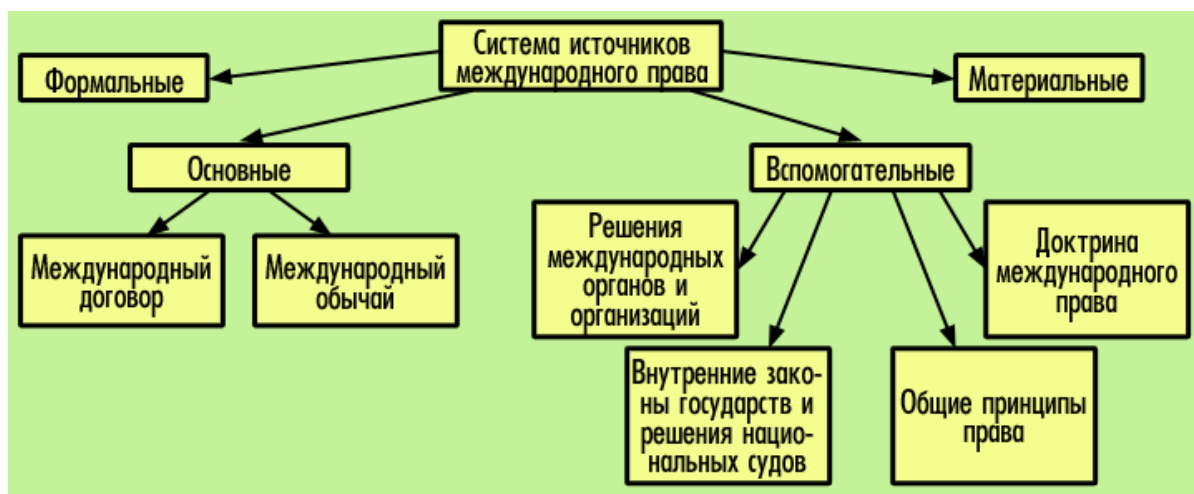 Система источников
международного права
Формальные
Материальные
Основные
Вспомогательные
Международный
договор
Международный
обычай
Решения
международных
органов и
организаций
Доктрина
международного
права
Внутренние зако-
ны государств и
решения нацио-
нальных судов
Общие принципы
права